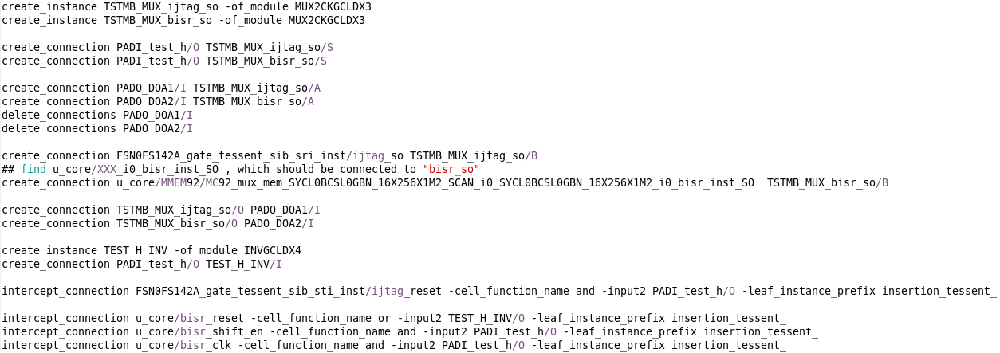 create_instance TSTMB_MUX_ijtag_so -of_module MUX2CKGCLDX3
create_instance TSTMB_MUX_bisr_so -of_module MUX2CKGCLDX3
create_connection PADI_test_h/O TSTMB_MUX_ijtag_so/S
create_connection PADI_test_h/O TSTMB_MUX_bisr_so/S
create_connection PADO_DOA1/I TSTMB_MUX_ijtag_so/A
create_connection PADO_DOA2/I TSTMB_MUX_bisr_so/A
delete_connections PADO_DOA1/I
delete_connections PADO_DOA2/I
create_connection FSN0FS142A_gate_tessent_sib_sri_inst/ijtag_so TSTMB_MUX_ijtag_so/B
## find u_core/XXX_i0_bisr_inst_SO , which should be connected to "bisr_so"
create_connection u_core/MMEM92/MC92_mux_mem_SYCL0BCSL0GBN_16X256X1M2_SCAN_i0_SYCL0BCSL0GBN_16X256X1M2_i0_bisr_inst_SO  TSTMB_MUX_bisr_so/B
create_connection TSTMB_MUX_ijtag_so/O PADO_DOA1/I
create_connection TSTMB_MUX_bisr_so/O PADO_DOA2/I
create_instance TEST_H_INV -of_module INVGCLDX4
create_connection PADI_test_h/O TEST_H_INV/I
intercept_connection FSN0FS142A_gate_tessent_sib_sti_inst/ijtag_reset -cell_function_name and -input2 PADI_test_h/O -leaf_instance_prefix insertion_tessent_
intercept_connection u_core/bisr_reset -cell_function_name or -input2 TEST_H_INV/O -leaf_instance_prefix insertion_tessent_
intercept_connection u_core/bisr_shift_en -cell_function_name and -input2 PADI_test_h/O -leaf_instance_prefix insertion_tessent_
intercept_connection u_core/bisr_clk -cell_function_name and -input2 PADI_test_h/O -leaf_instance_prefix insertion_tessent_